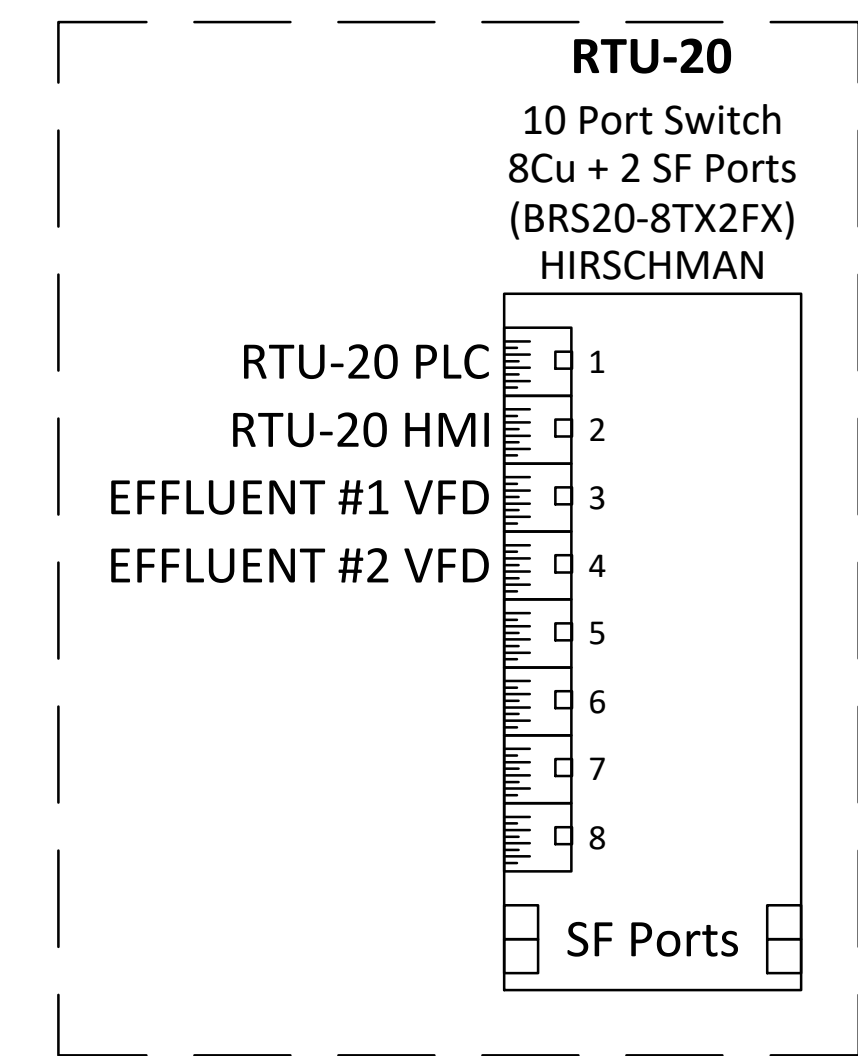 RTU-20
10 Port Switch
8Cu + 2 SF Ports
(BRS20-8TX2FX)
HIRSCHMAN
RTU-20 PLC 1
RTU-20 HMI 2
EFFLUENT #1 VFD 3
EFFLUENT #2 VFD 4
5
6
7
8
SF Ports